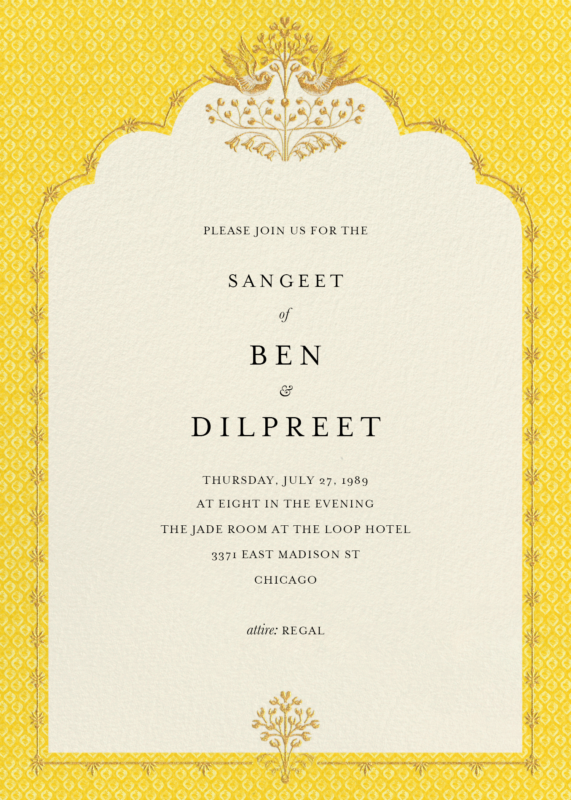 PLEASE JOIN US FOR THE
SANGEET
of
BEN
&
DILPREET
THURSDAY, JULY 27, 1989
AT EIGHT IN THE EVENING
THE JADE ROOM AT THE LOOP HOTEL
3371 EAST MADISON ST
CHICAGO
attire: REGAL